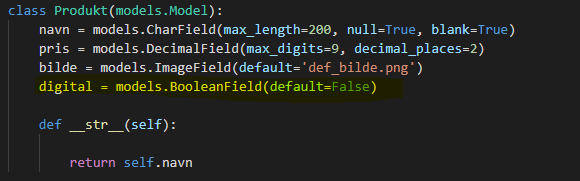 class Produkt(models.Model):
    navn = models.CharField(max_length=200, null=True, blank=True)
    pris = models.DecimalField(max_digits=9, decimal_places=2)
    bilde = models.ImageField(default='def_bilde.png')
    digital = models.BooleanField(default=False)
    def __str__(self):
        return self.navn